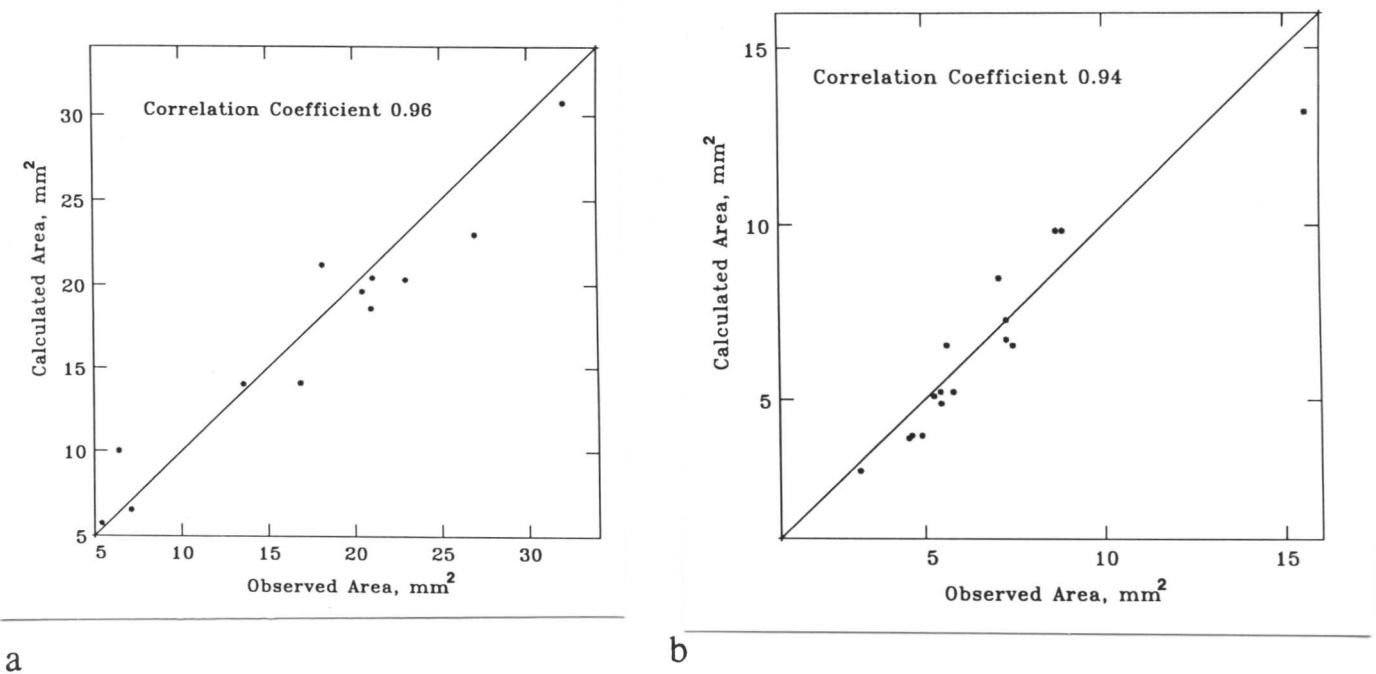 Correlation Coefficient 0.96
Calculated Area, mm²
30
25
20
15
10
5
5 10 15 20 25 30
Observed Area, mm²
a
Correlation Coefficient 0.94
Calculated Area, mm²
15
10
5
5 10 15
Observed Area, mm²
b